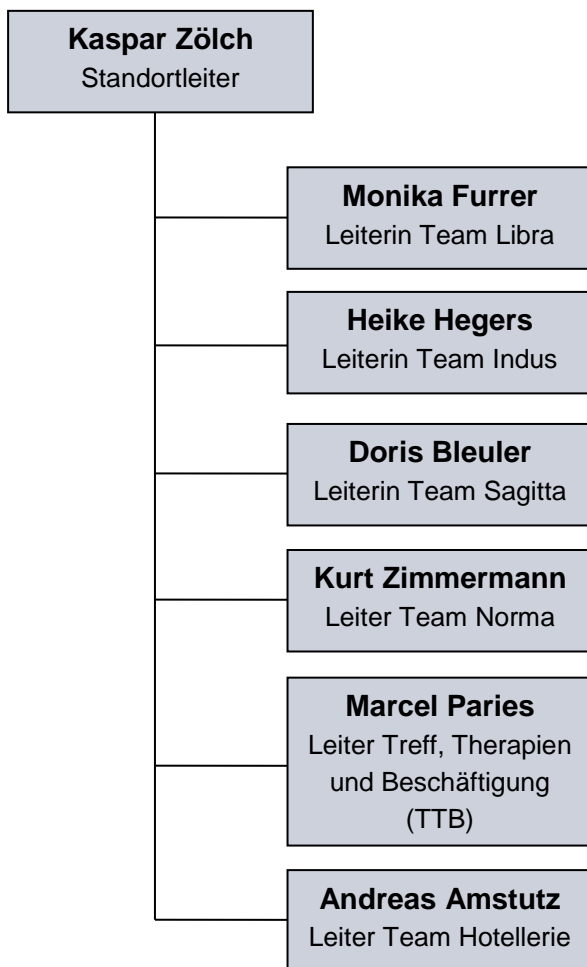 Kaspar Zölch
Standortleiter
Monika Furrer
Leiterin Team Libra
Heike Hegers
Leiterin Team Indus
Doris Bleuler
Leiterin Team Sagitta
Kurt Zimmermann
Leiter Team Norma
Marcel Paries
Leiter Treff, Therapien
und Beschäftigung
(TTB)
Andreas Amstutz
Leiter Team Hotellerie